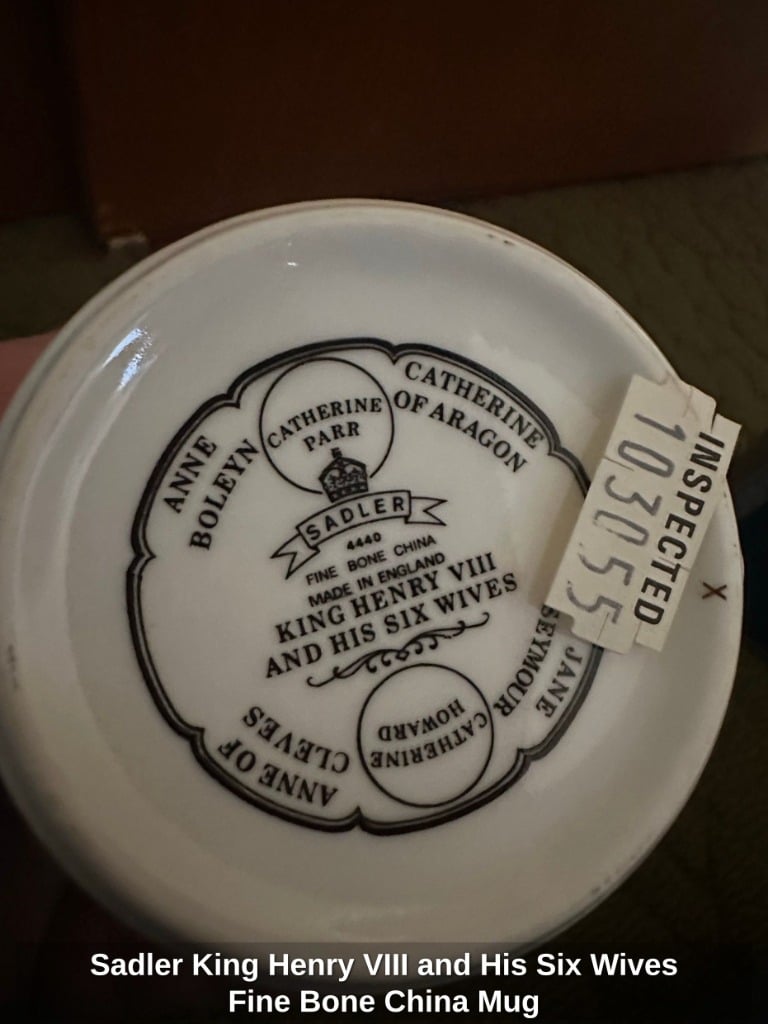 CATHERINE
PARR
CATHERINE
OF ARAGON
ANNE
BOLEYN
SADLER
4440
FINE BONE CHINA
MADE IN ENGLAND
KING HENRY VIII
AND HIS SIX WIVES
INSPECTED
103055
X
JANE
SEYMOUR
CATHERINE
HOWARD
ANNE OF
CLEVES
Sadler King Henry VIII and His Six Wives
Fine Bone China Mug